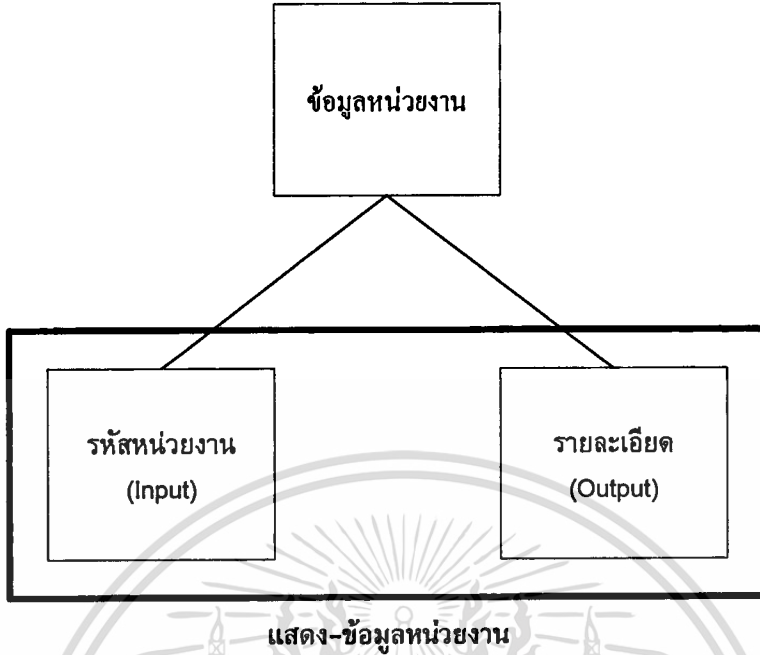 ข้อมูลหน่วยงาน
รหัสหน่วยงาน
(Input)
รายละเอียด
(Output)
แสดง-ข้อมูลหน่วยงาน